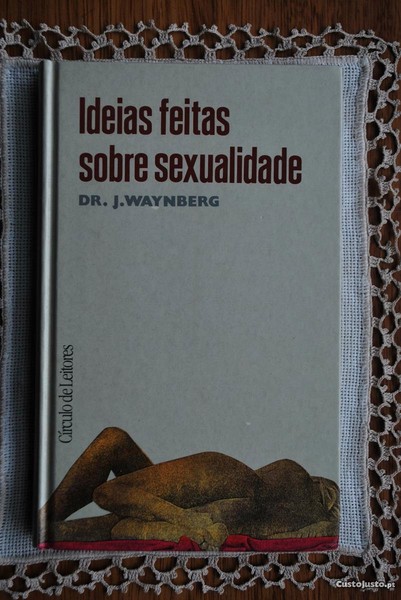 Ideias feitas
sobre sexualidade
DR. J.WAYNBERG
Círculo de Leitores
CustoJusto.pt